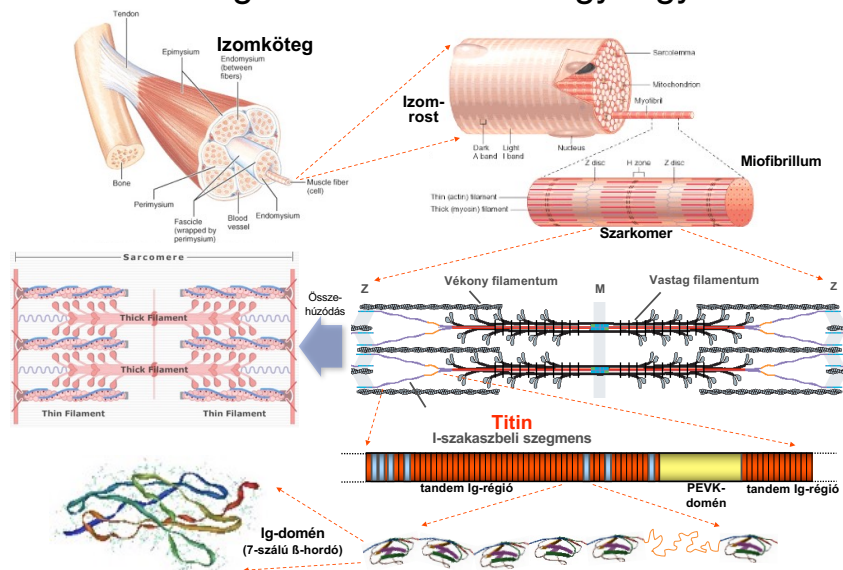 Tendon
Izomköteg
Epimysium
Endomysium
(between
fibers)
Bone
Perimysium
Fascicle
(wrapped by
perimysium)
Blood
vessel
Endomysium
Muscle fiber
(cell)
Izom-
rost
Sarcolemma
Mitochondrion
Myofibril
Dark
A band
Light
I band
Nucleus
Z disc
H zone
Z disc
Miofibrillum
Thin (actin) filament
Thick (myosin) filament
Szarkomer
Sarcomere
Thick Filament
Thick Filament
Thin Filament
Thin Filament
Össze-
húzódás
Z
Vékony filamentum
M
Vastag filamentum
Z
Titin
I-szakaszbeli szegmens
tandem Ig-régió
PEVK-
domén
tandem Ig-régió
Ig-domén
(7-szálú ß-hordó)